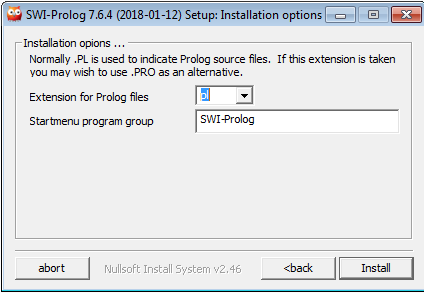 SWI-Prolog 7.6.4 (2018-01-12) Setup: Installation options
Installation opions ...
Normally .PL is used to indicate Prolog source files. If this extension is taken
you may wish to use .PRO as an alternative.
Extension for Prolog files
pl
Startmenu program group
SWI-Prolog
abort
Nullsoft Install System v2.46
<back
Install